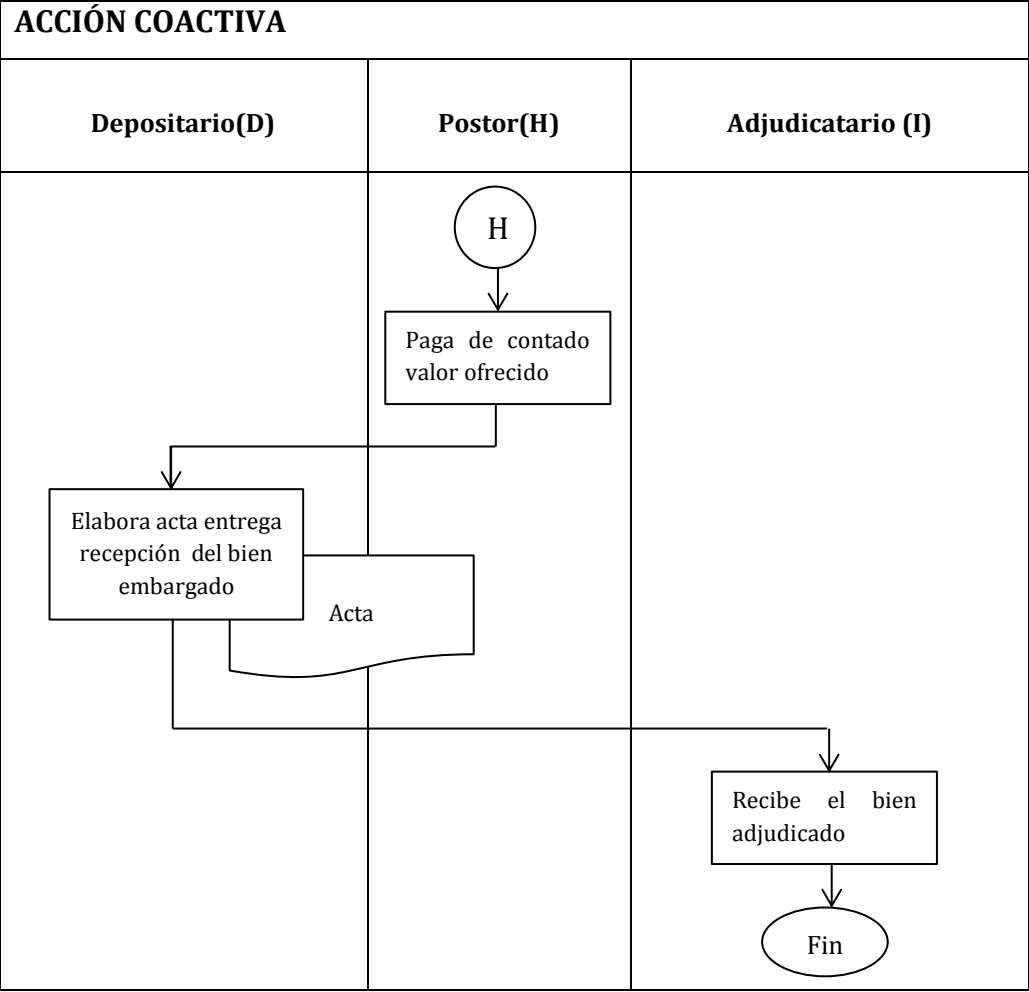 ACCIÓN COACTIVA
Depositario(D)
Postor(H)
Adjudicatario (I)
H
Paga de contado
valor ofrecido
Elabora acta entrega
recepción del bien
embargado
Acta
Recibe el bien
adjudicado
Fin